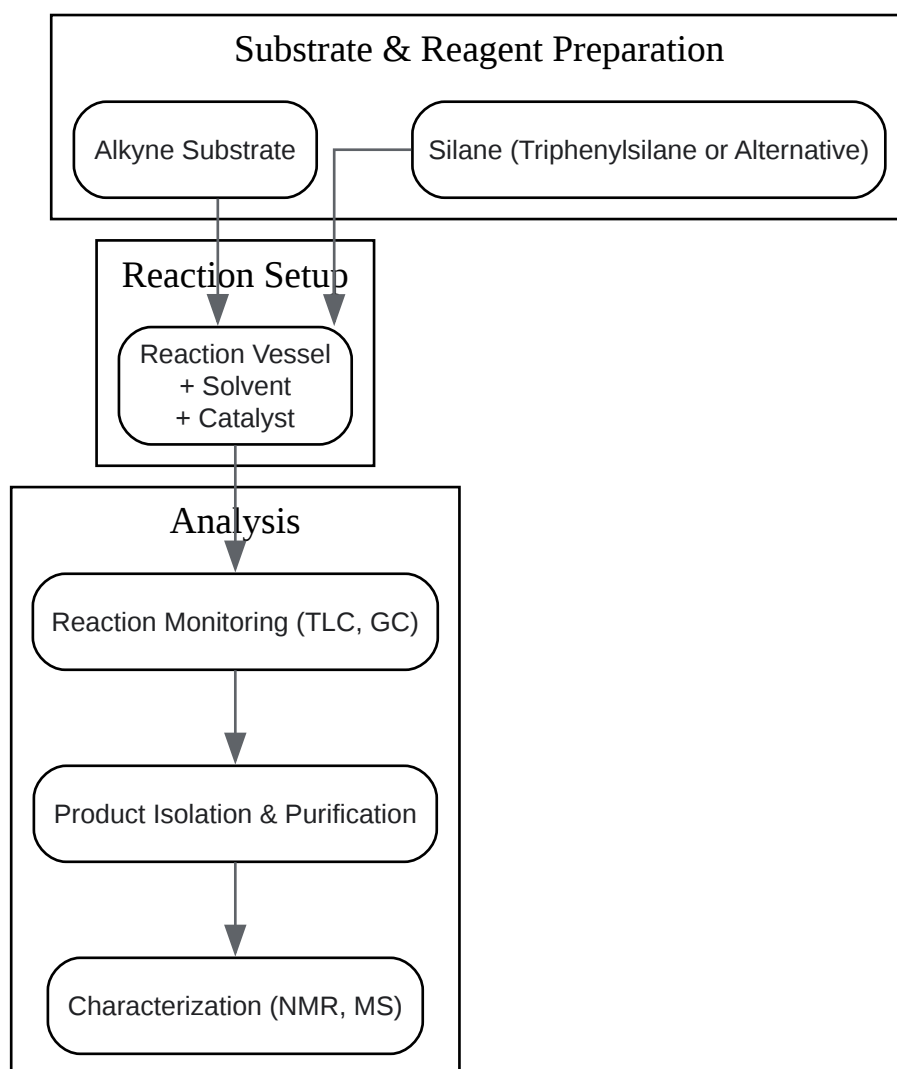 Substrate & Reagent Preparation
Alkyne Substrate
Silane (Triphenylsilane or Alternative)
Reaction Setup
Reaction Vessel
+ Solvent
+ Catalyst
Analysis
Reaction Monitoring (TLC, GC)
Product Isolation & Purification
Characterization (NMR, MS)